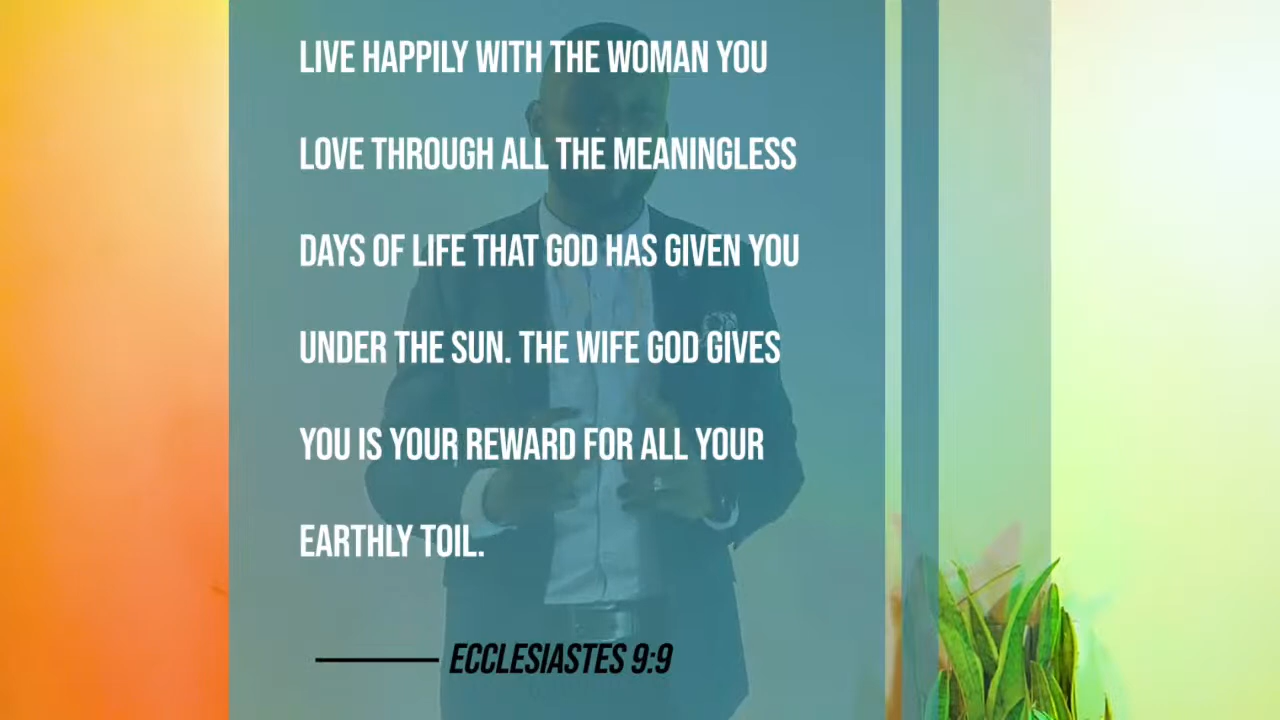 LIVE HAPPILY WITH THE WOMAN YOU
LOVE THROUGH ALL THE MEANINGLESS
DAYS OF LIFE THAT GOD HAS GIVEN YOU
UNDER THE SUN. THE WIFE GOD GIVES
YOU IS YOUR REWARD FOR ALL YOUR
EARTHLY TOIL.
ECCLESIASTES 9:9